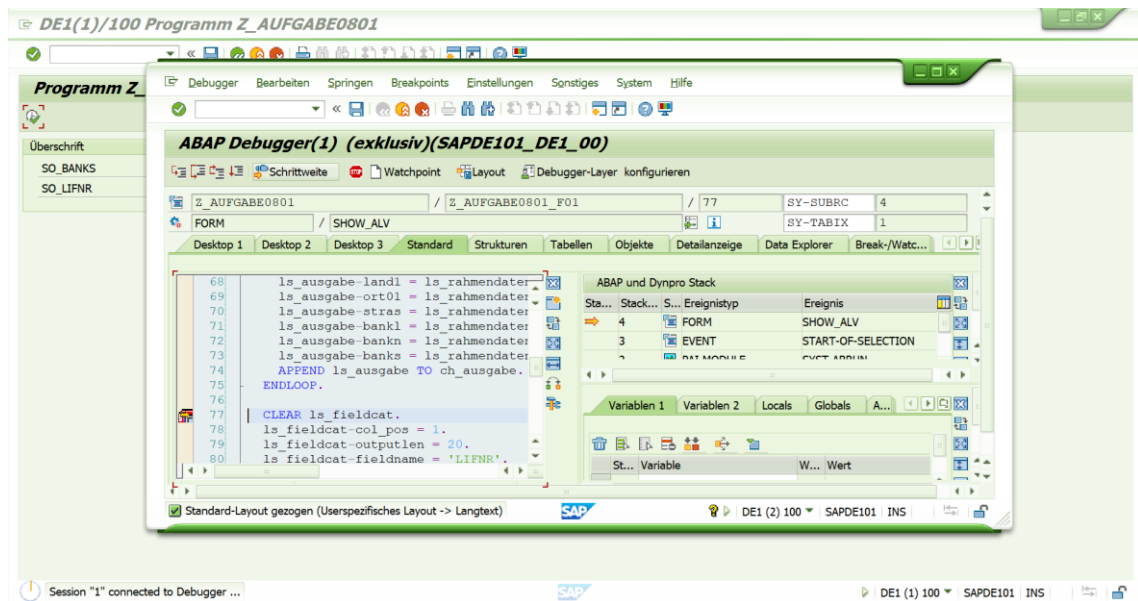 DE1(1)/100 Programm Z_AUFGABE0801
Programm Z_
Überschrift
SO_BANKS
SO_LIFNR
Debugger Bearbeiten Springen Breakpoints Einstellungen Sonstiges System Hilfe
ABAP Debugger(1) (exklusiv)(SAPDE101_DE1_00)
Schrittweite Watchpoint Layout Debugger-Layer konfigurieren
Z_AUFGABE0801 / Z_AUFGABE0801_F01 / 77 SY-SUBRC 4
FORM / SHOW_ALV SY-TABIX 1
Desktop 1 Desktop 2 Desktop 3 Standard Strukturen Tabellen Objekte Detailanzeige Data Explorer Break-/Watc...
68 ls_ausgabe-land1 = ls_rahmendaten
69 ls_ausgabe-ort01 = ls_rahmendaten
70 ls_ausgabe-stras = ls_rahmendaten
71 ls_ausgabe-bankl = ls_rahmendaten
72 ls_ausgabe-bankn = ls_rahmendaten
73 ls_ausgabe-banks = ls_rahmendaten
74 APPEND ls_ausgabe TO ch_ausgabe.
75 ENDLOOP.
76
77 CLEAR ls_fieldcat.
78 ls_fieldcat-col_pos = 1.
79 ls_fieldcat-outputlen = 20.
80 ls_fieldcat-fieldname = 'LIFNR'.
ABAP und Dynpro Stack
Sta... Stack... S... Ereignistyp Ereignis
4 FORM SHOW_ALV
3 EVENT START-OF-SELECTION
Variablen 1 Variablen 2 Locals Globals A...
St... Variable W... Wert
Standard-Layout gezogen (Userspezifisches Layout -> Langtext) SAP DE1 (2) 100 SAPDE101 INS
Session "1" connected to Debugger ... SAP DE1 (1) 100 SAPDE101 INS